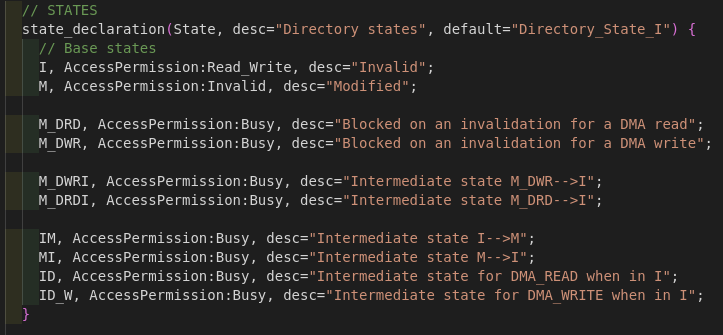 // STATES
state_declaration(State, desc="Directory states", default="Directory_State_I") {
// Base states
I, AccessPermission:Read_Write, desc="Invalid";
M, AccessPermission:Invalid, desc="Modified";
M_DRD, AccessPermission:Busy, desc="Blocked on an invalidation for a DMA read";
M_DWR, AccessPermission:Busy, desc="Blocked on an invalidation for a DMA write";
M_DWRI, AccessPermission:Busy, desc="Intermediate state M_DWR-->I";
M_DRDI, AccessPermission:Busy, desc="Intermediate state M_DRD-->I";
IM, AccessPermission:Busy, desc="Intermediate state I-->M";
MI, AccessPermission:Busy, desc="Intermediate state M-->I";
ID, AccessPermission:Busy, desc="Intermediate state for DMA_READ when in I";
ID_W, AccessPermission:Busy, desc="Intermediate state for DMA_WRITE when in I";
}